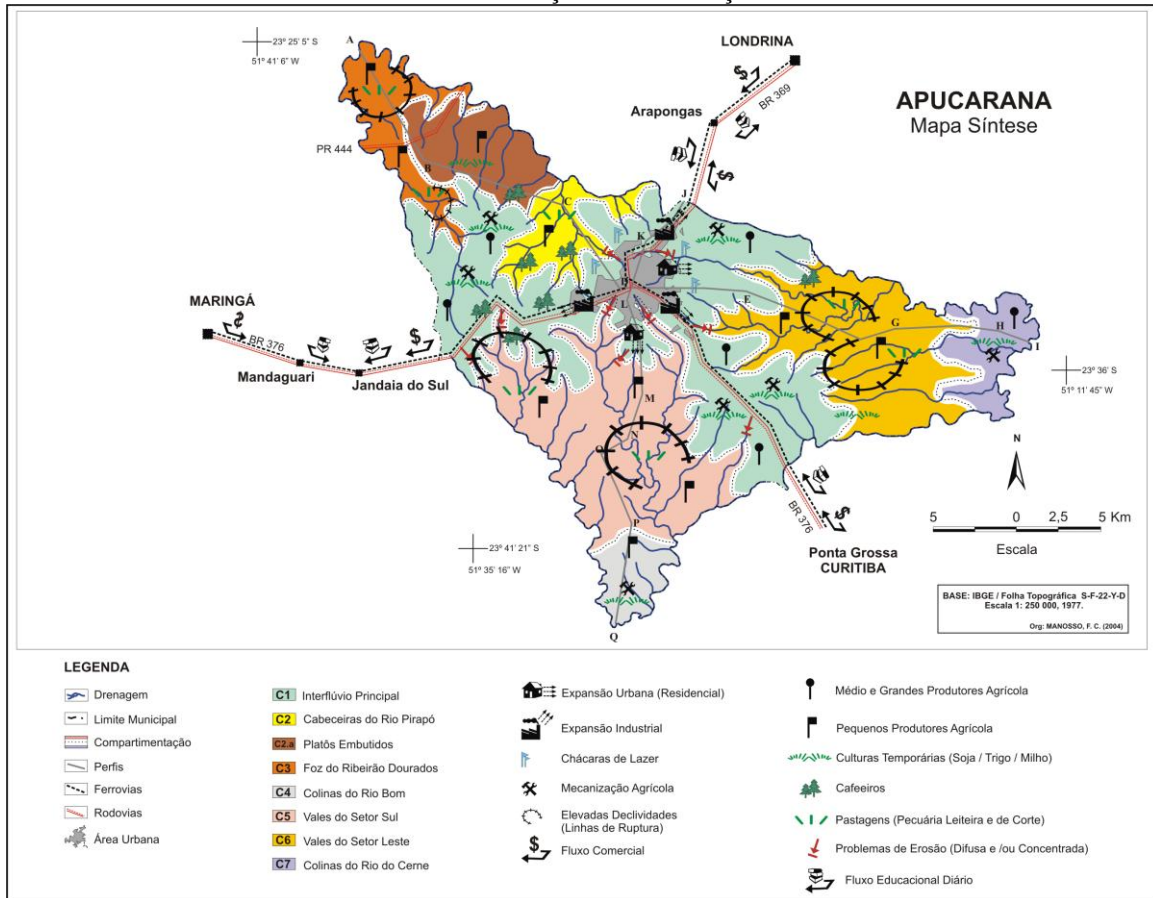 23º 25' 5" S
51º 41' 6" W
A
LONDRINA
APUCARANA
Mapa Síntese
BR 369
Arapongas
PR 444
B
C
J
K
D
L
E
G
H
I
MARINGÁ
BR 376
Mandaguari
Jandaia do Sul
23º 36' S
51º 11' 45" W
M
N
O
P
Q
N
BR 376
5 0 2,5 5 Km
Escala
23º 41' 21" S
51º 35' 16" W
Ponta Grossa
CURITIBA
BASE: IBGE / Folha Topográfica S-F-22-Y-D
Escala 1: 250 000, 1977.
Org: MANOSSO, F. C. (2004)
LEGENDA
Drenagem
Limite Municipal
Compartimentação
Perfis
Ferrovias
Rodovias
Área Urbana
C1 Interflúvio Principal
C2 Cabeceiras do Rio Pirapó
C2.a Platôs Embutidos
C3 Foz do Ribeirão Dourados
C4 Colinas do Rio Bom
C5 Vales do Setor Sul
C6 Vales do Setor Leste
C7 Colinas do Rio do Cerne
Expansão Urbana (Residencial)
Expansão Industrial
Chácaras de Lazer
Mecanização Agrícola
Elevadas Declividades
(Linhas de Ruptura)
$ Fluxo Comercial
Médio e Grandes Produtores Agrícola
Pequenos Produtores Agrícola
Culturas Temporárias (Soja / Trigo / Milho)
Cafeeiros
Pastagens (Pecuária Leiteira e de Corte)
Problemas de Erosão (Difusa e /ou Concentrada)
Fluxo Educacional Diário